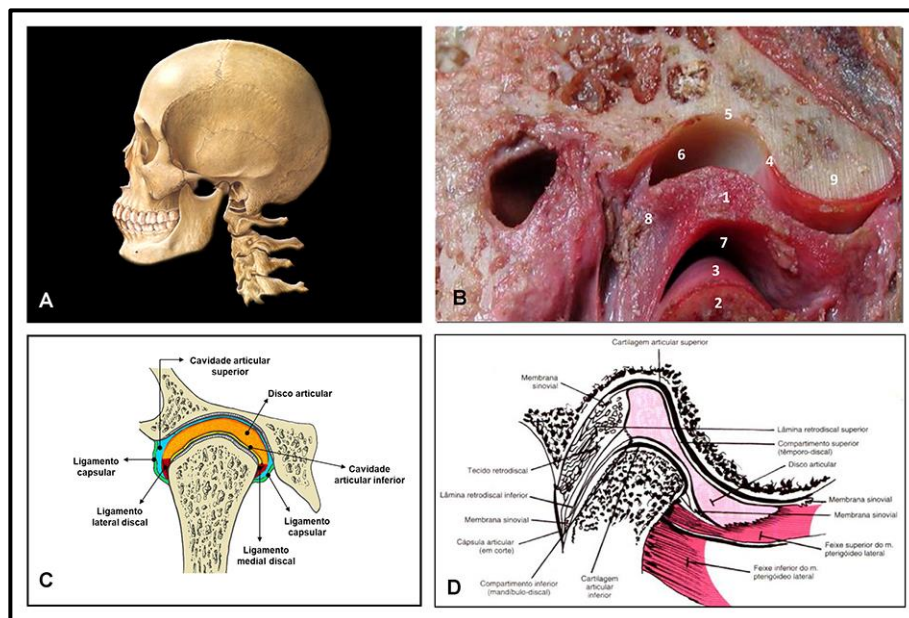 A
5
6
4
9
1
8
7
3
2
B
Cavidade articular
superior
Disco articular
Ligamento
capsular
Cavidade
articular inferior
Ligamento
lateral discal
Ligamento
capsular
Ligamento
medial discal
C
Cartilagem articular superior
Membrana
sinovial
Lâmina retrodiscal superior
Compartimento superior
(têmporo-discal)
Tecido retrodiscal
Disco articular
Lâmina retrodiscal inferior
Membrana sinovial
Membrana sinovial
Membrana sinovial
Cápsula articular
(em corte)
Feixe superior do m.
pterigóideo lateral
Compartimento inferior
(mandíbulo-discal)
Cartilagem
articular
inferior
Feixe inferior do m.
pterigóideo lateral
D